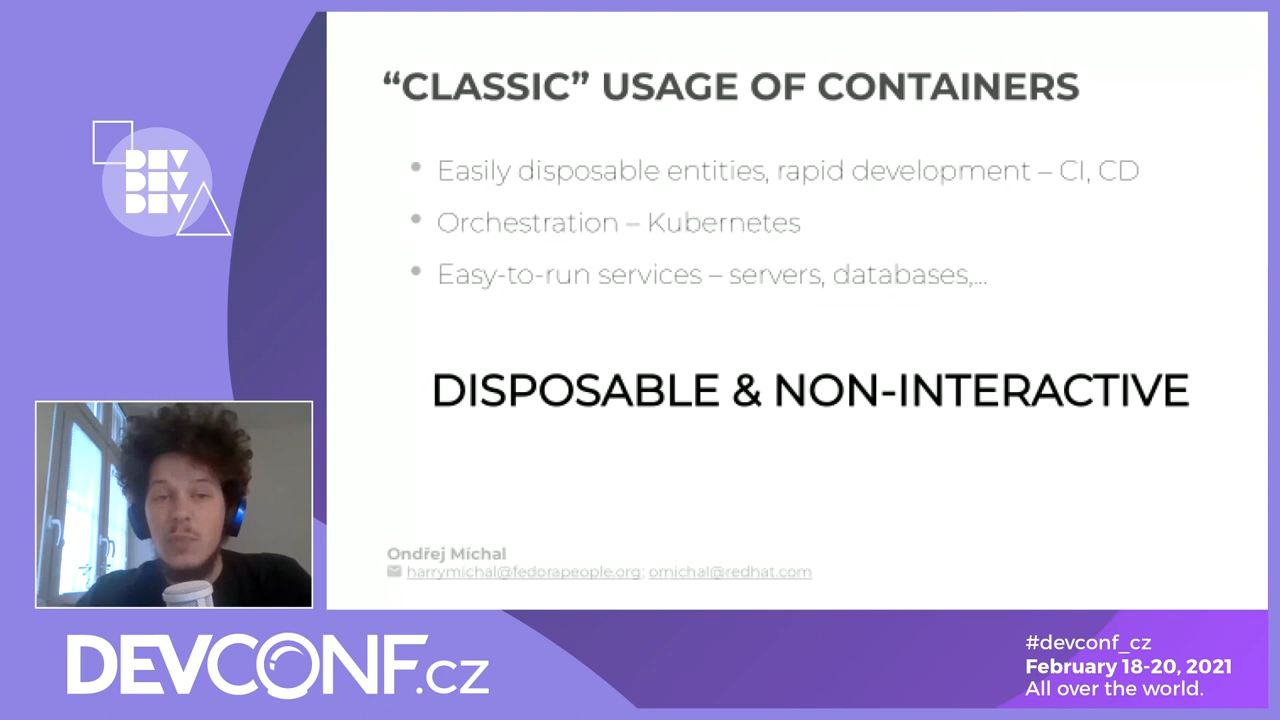 “CLASSIC” USAGE OF CONTAINERS
• Easily disposable entities, rapid development – CI, CD
• Orchestration – Kubernetes
• Easy-to-run services – servers, databases,...
DISPOSABLE & NON-INTERACTIVE
Ondřej Míchal
harrymichal@fedorapeople.org; omichal@redhat.com
DEV
DEV
DEV
DEVCONF.cz
#devconf_cz
February 18-20, 2021
All over the world.